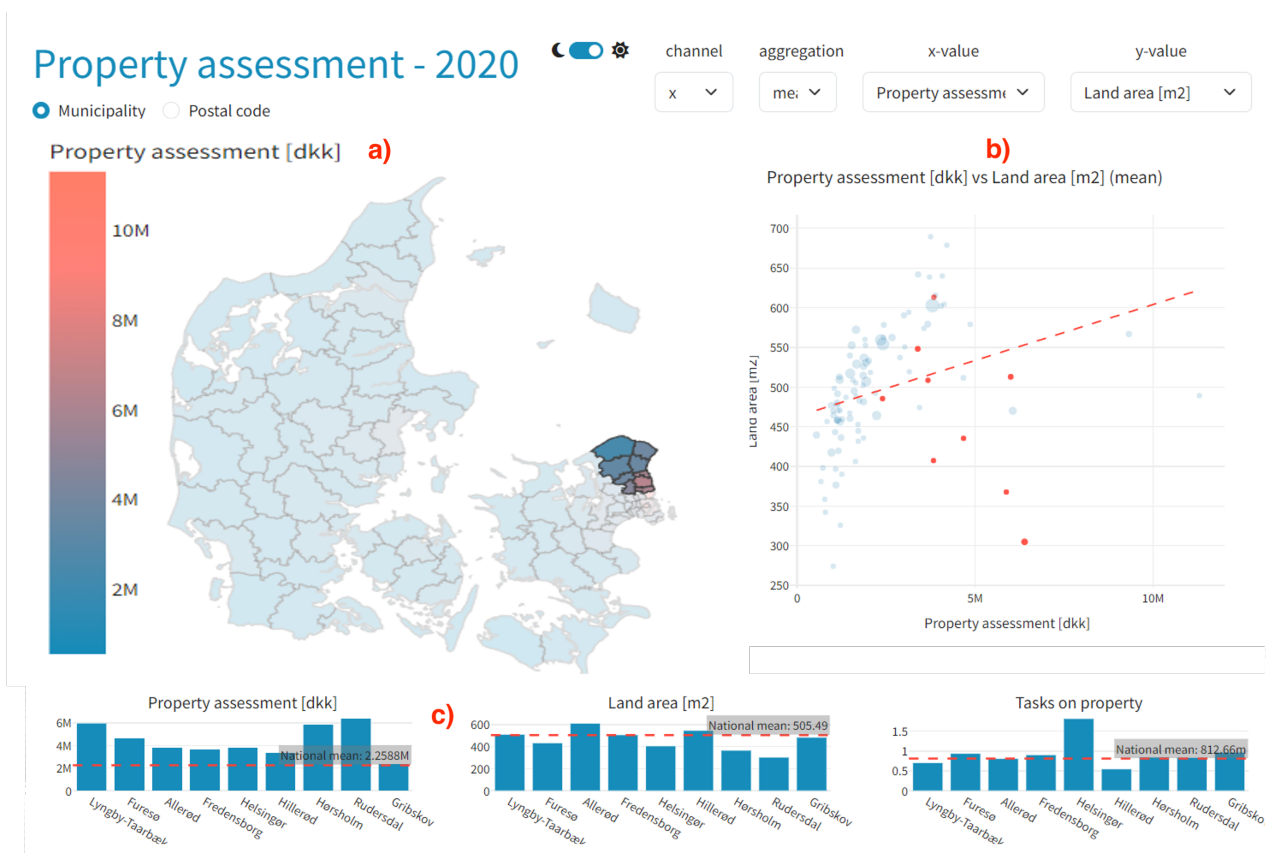 Property assessment - 2020
channel aggregation x-value y-value
x mea Property assessme Land area [m2]
Municipality Postal code
Property assessment [dkk] a) b)
Property assessment [dkk] vs Land area [m2] (mean)
10M
8M
6M
4M
2M
700
650
600
550
500
450
400
350
300
250
Land area [m2]
0 5M 10M
Property assessment [dkk]
c)
Property assessment [dkk]
6M
4M
2M
0
National mean: 2.2588M
Lyngby-Taarbæk
Furesø
Allerød
Fredensborg
Helsingør
Hillerød
Hørsholm
Rudersdal
Gribskov
Land area [m2]
600
400
200
0
National mean: 505.49
Lyngby-Taarbæk
Furesø
Allerød
Fredensborg
Helsingør
Hillerød
Hørsholm
Rudersdal
Gribskov
Tasks on property
1.5
1
0.5
0
National mean: 812.66m
Lyngby-Taarbæk
Furesø
Allerød
Fredensborg
Helsingør
Hillerød
Hørsholm
Rudersdal
Gribsko